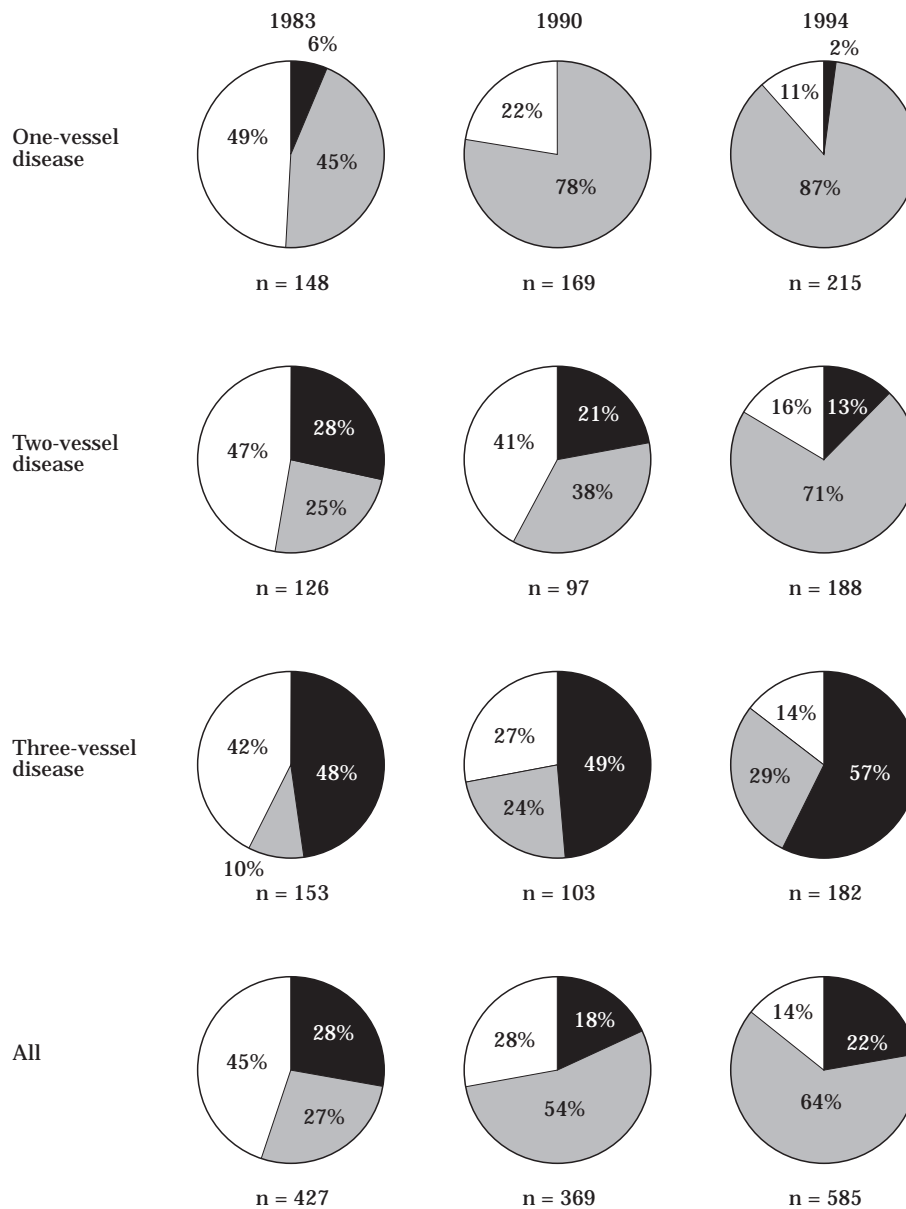 1983
1990
1994
One-vessel
disease
6%
49%
45%
n = 148
22%
78%
n = 169
2%
11%
87%
n = 215
Two-vessel
disease
47%
28%
25%
n = 126
41%
21%
38%
n = 97
16%
13%
71%
n = 188
Three-vessel
disease
42%
48%
10%
n = 153
27%
49%
24%
n = 103
14%
29%
57%
n = 182
All
45%
28%
27%
n = 427
28%
18%
54%
n = 369
14%
22%
64%
n = 585